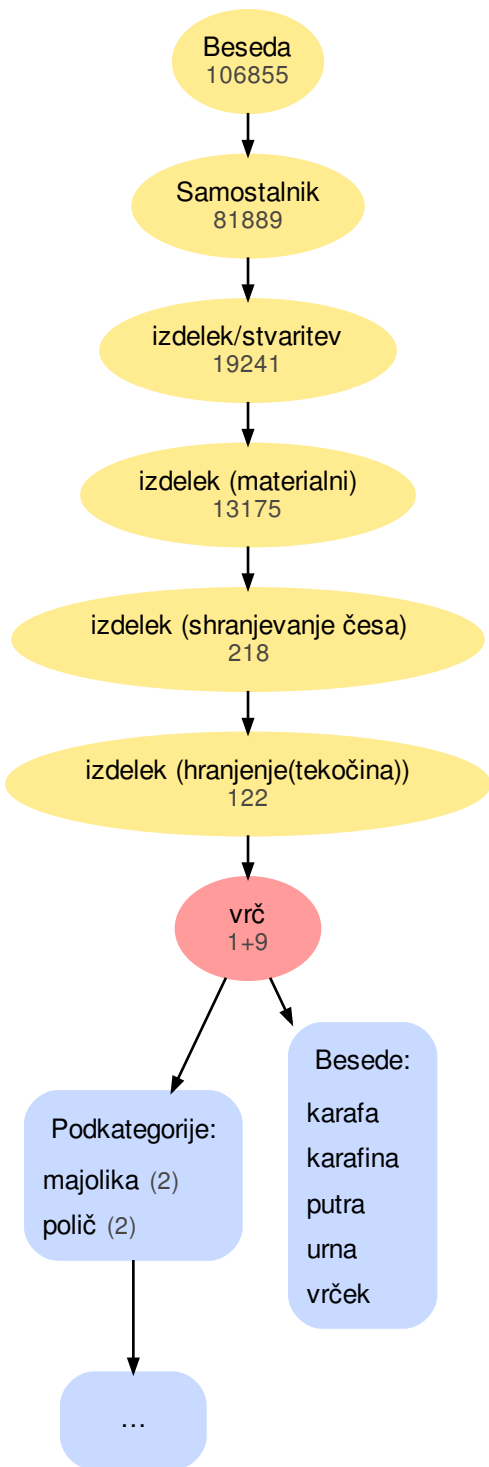 Beseda
106855
Samostalnik
81889
izdelek/stvaritev
19241
izdelek (materialni)
13175
izdelek (shranjevanje česa)
218
izdelek (hranjenje(tekočina))
122
vrč
1+9
Besede:
karafa
karafina
putra
urna
vrček
Podkategorije:
majolika (2)
polič (2)
...